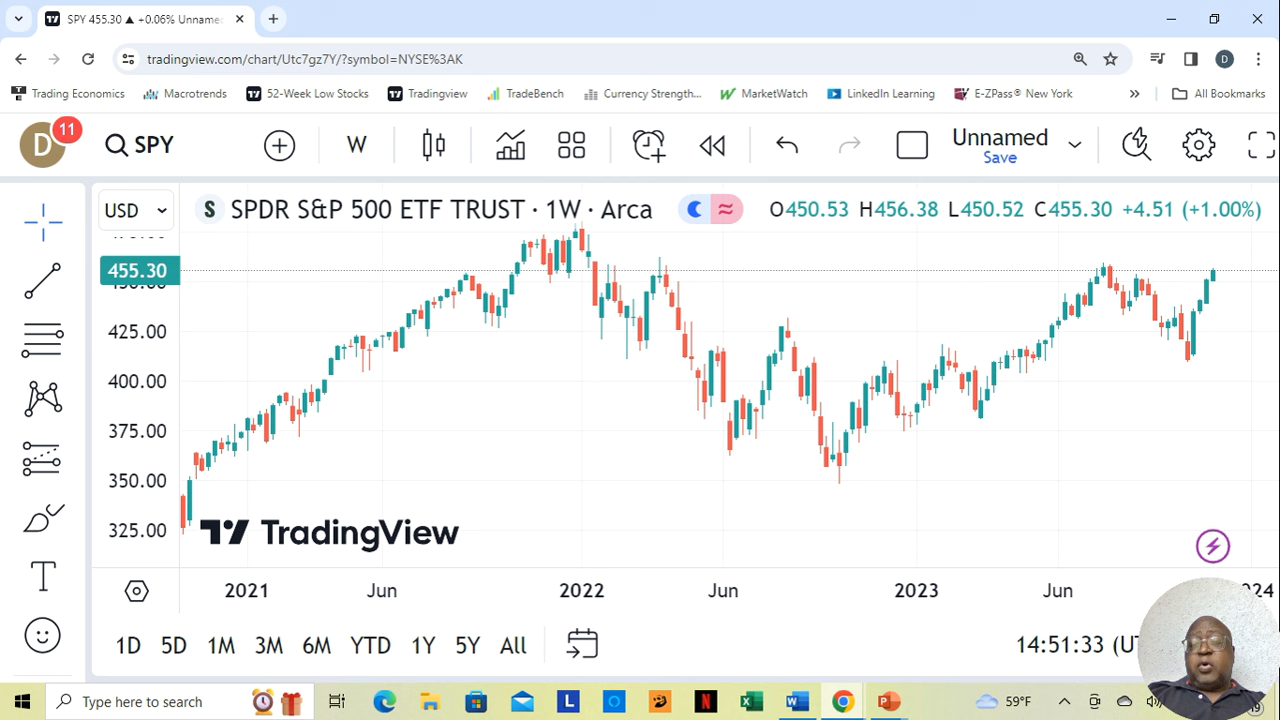 SPY 455.30 ▲ +0.06% Unname
tradingview.com/chart/Utc7gz7Y/?symbol=NYSE%3AK
Trading Economics Macrotrends 52-Week Low Stocks Tradingview TradeBench Currency Strength... MarketWatch LinkedIn Learning E-ZPass® New York » All Bookmarks
D 11 SPY W Unnamed
Save
USD S SPDR S&P 500 ETF TRUST · 1W · Arca O450.53 H456.38 L450.52 C455.30 +4.51 (+1.00%)
455.30
425.00
400.00
375.00
350.00
325.00
TradingView
2021 Jun 2022 Jun 2023 Jun 2024
1D 5D 1M 3M 6M YTD 1Y 5Y All 14:51:33 (UT
Type here to search 59°F